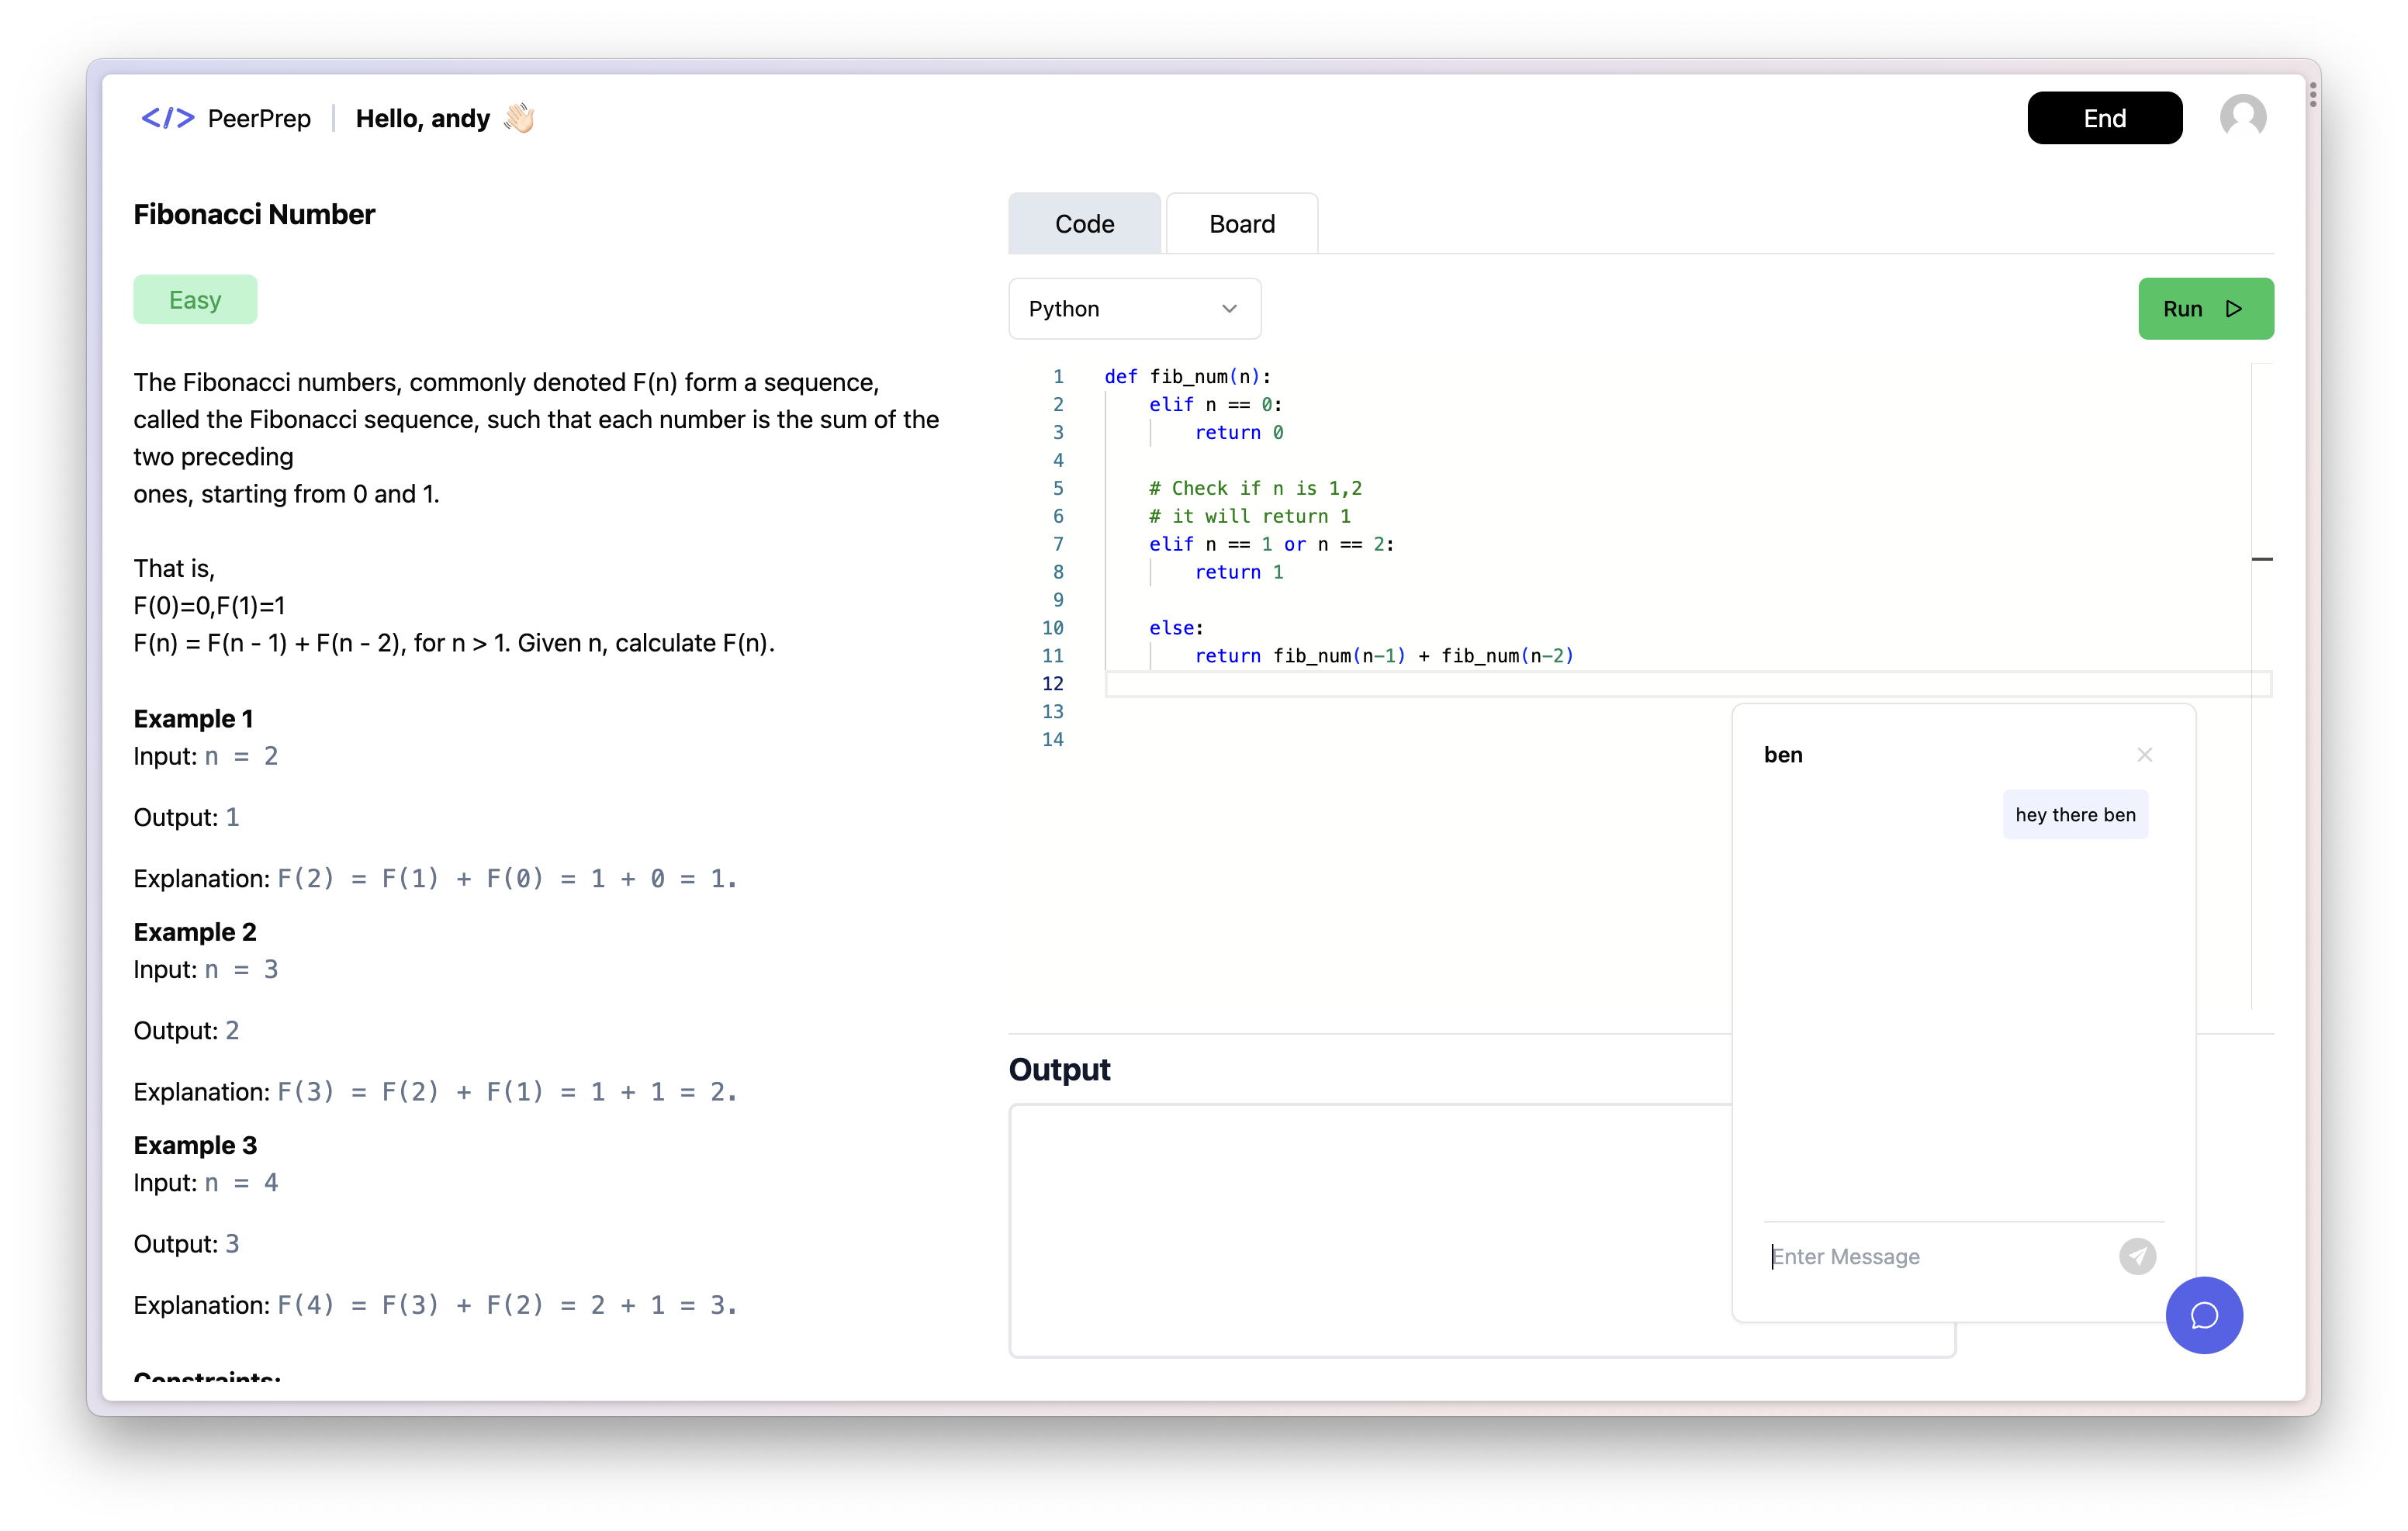 </> PeerPrep
Hello, andy 👋🏻
End
Fibonacci Number
Easy
The Fibonacci numbers, commonly denoted F(n) form a sequence,
called the Fibonacci sequence, such that each number is the sum of the
two preceding
ones, starting from 0 and 1.
That is,
F(0)=0,F(1)=1
F(n) = F(n - 1) + F(n - 2), for n > 1. Given n, calculate F(n).
Example 1
Input: n = 2
Output: 1
Explanation: F(2) = F(1) + F(0) = 1 + 0 = 1.
Example 2
Input: n = 3
Output: 2
Explanation: F(3) = F(2) + F(1) = 1 + 1 = 2.
Example 3
Input: n = 4
Output: 3
Explanation: F(4) = F(3) + F(2) = 2 + 1 = 3.
Constraints:
Code
Board
Python
Run
1 def fib_num(n):
2     elif n == 0:
3         return 0
4
5     # Check if n is 1,2
6     # it will return 1
7     elif n == 1 or n == 2:
8         return 1
9
10     else:
11         return fib_num(n-1) + fib_num(n-2)
12
13
14
Output
ben
hey there ben
Enter Message